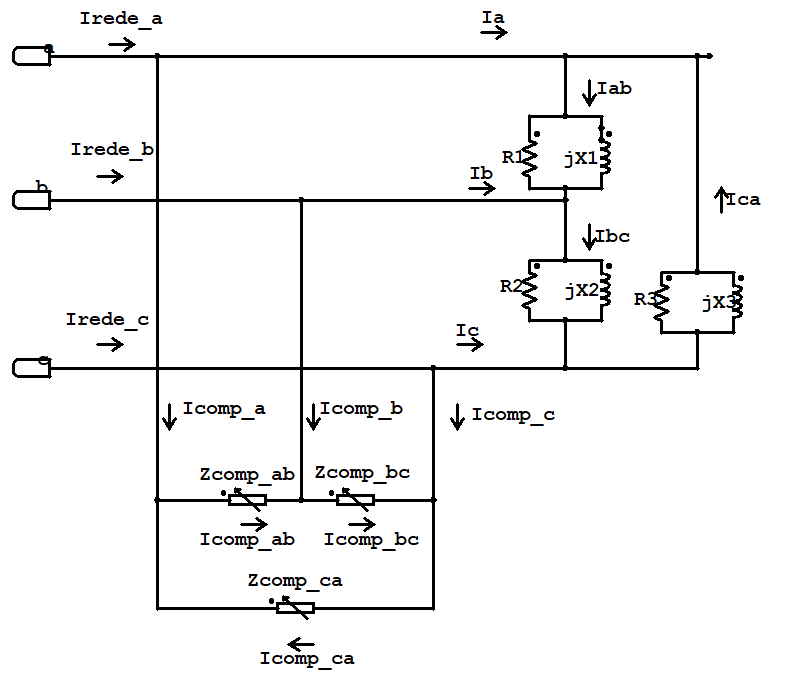 Irede_a
Ia
a
Iab
Irede_b
R1
jX1
b
Ib
Ica
Ibc
R2
jX2
R3
jX3
Irede_c
Ic
c
Icomp_a
Icomp_b
Icomp_c
Zcomp_ab
Zcomp_bc
Icomp_ab
Icomp_bc
Zcomp_ca
Icomp_ca